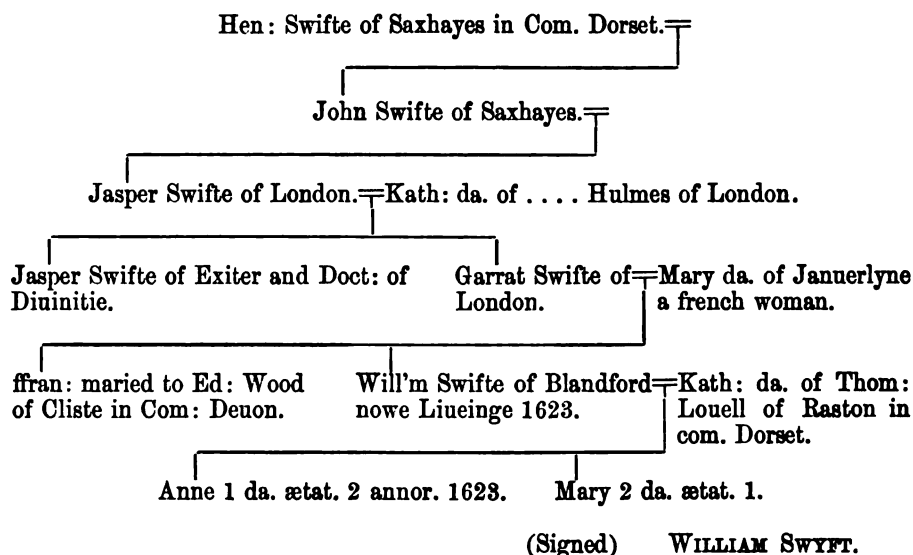 Hen: Swifte of Saxhayes in Com. Dorset.
John Swifte of Saxhayes.
Jasper Swifte of London.=Kath: da. of .... Hulmes of London.
Jasper Swifte of Exiter and Doct: of
Diuinitie.
Garrat Swifte of=Mary da. of Januerlyne
London. a french woman.
ffran: maried to Ed: Wood
of Cliste in Com: Deuon.
Will'm Swifte of Blandford=Kath: da. of Thom:
nowe Liueinge 1623. Louell of Raston in
com. Dorset.
Anne 1 da. ætat. 2 annor. 1623. Mary 2 da. ætat. 1.
(Signed) WILLIAM SWYFT.